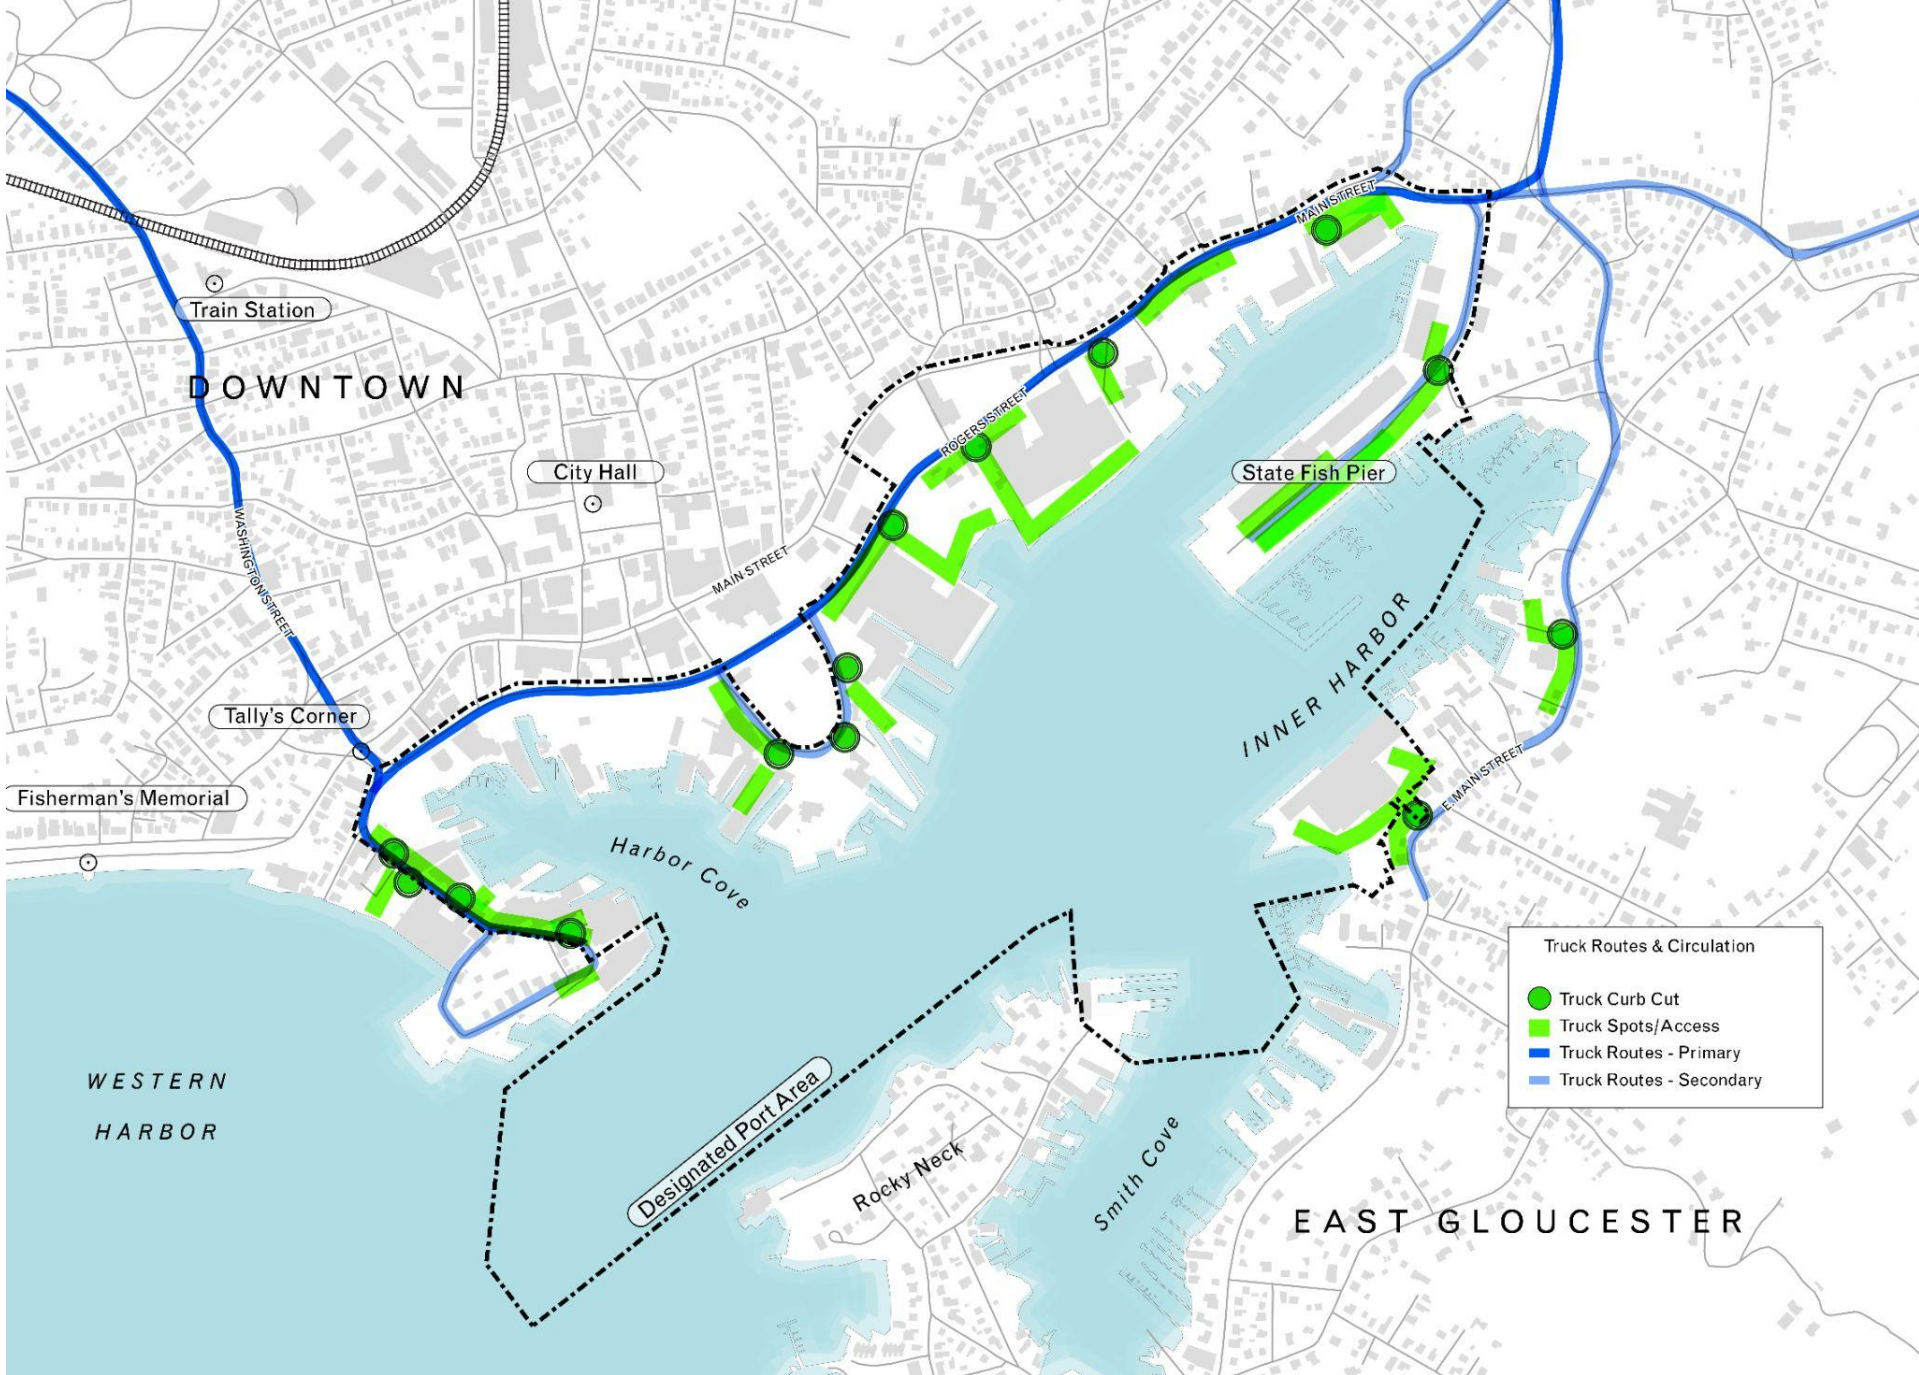 MAIN STREET
Train Station
DOWNTOWN
ROGERS STREET
City Hall
State Fish Pier
WASHINGTON STREET
MAIN STREET
INNER HARBOR
Tally's Corner
E. MAIN STREET
Fisherman's Memorial
Harbor Cove
Truck Routes & Circulation
Truck Curb Cut
Truck Spots/Access
Truck Routes - Primary
Truck Routes - Secondary
WESTERN
HARBOR
Designated Port Area
Rocky Neck
Smith Cove
EAST GLOUCESTER